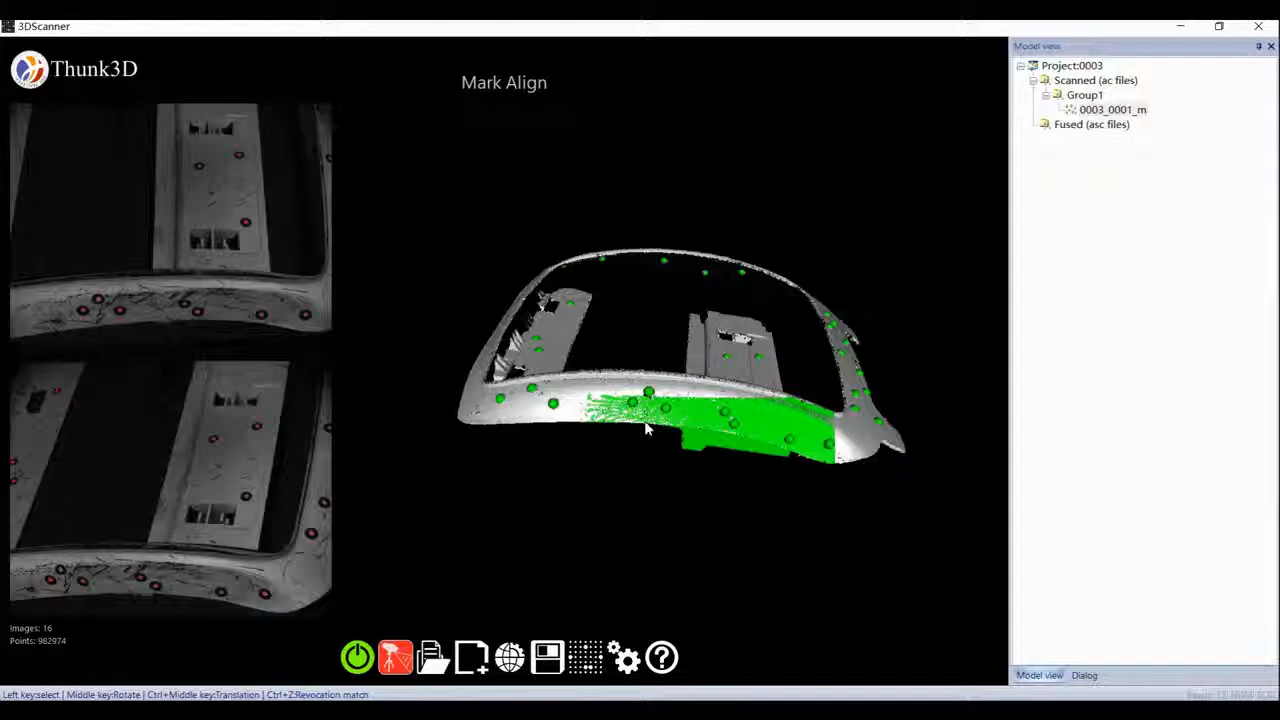 3DScanner
Thunk3D
Mark Align
Images: 16
Points: 982974
Left key:select | Middle key:Rotate | Ctrl+Middle key:Translation | Ctrl+Z:Revocation match
Model view
Project:0003
Scanned (ac files)
Group1
0003_0001_m
Fused (asc files)
Model view
Dialog